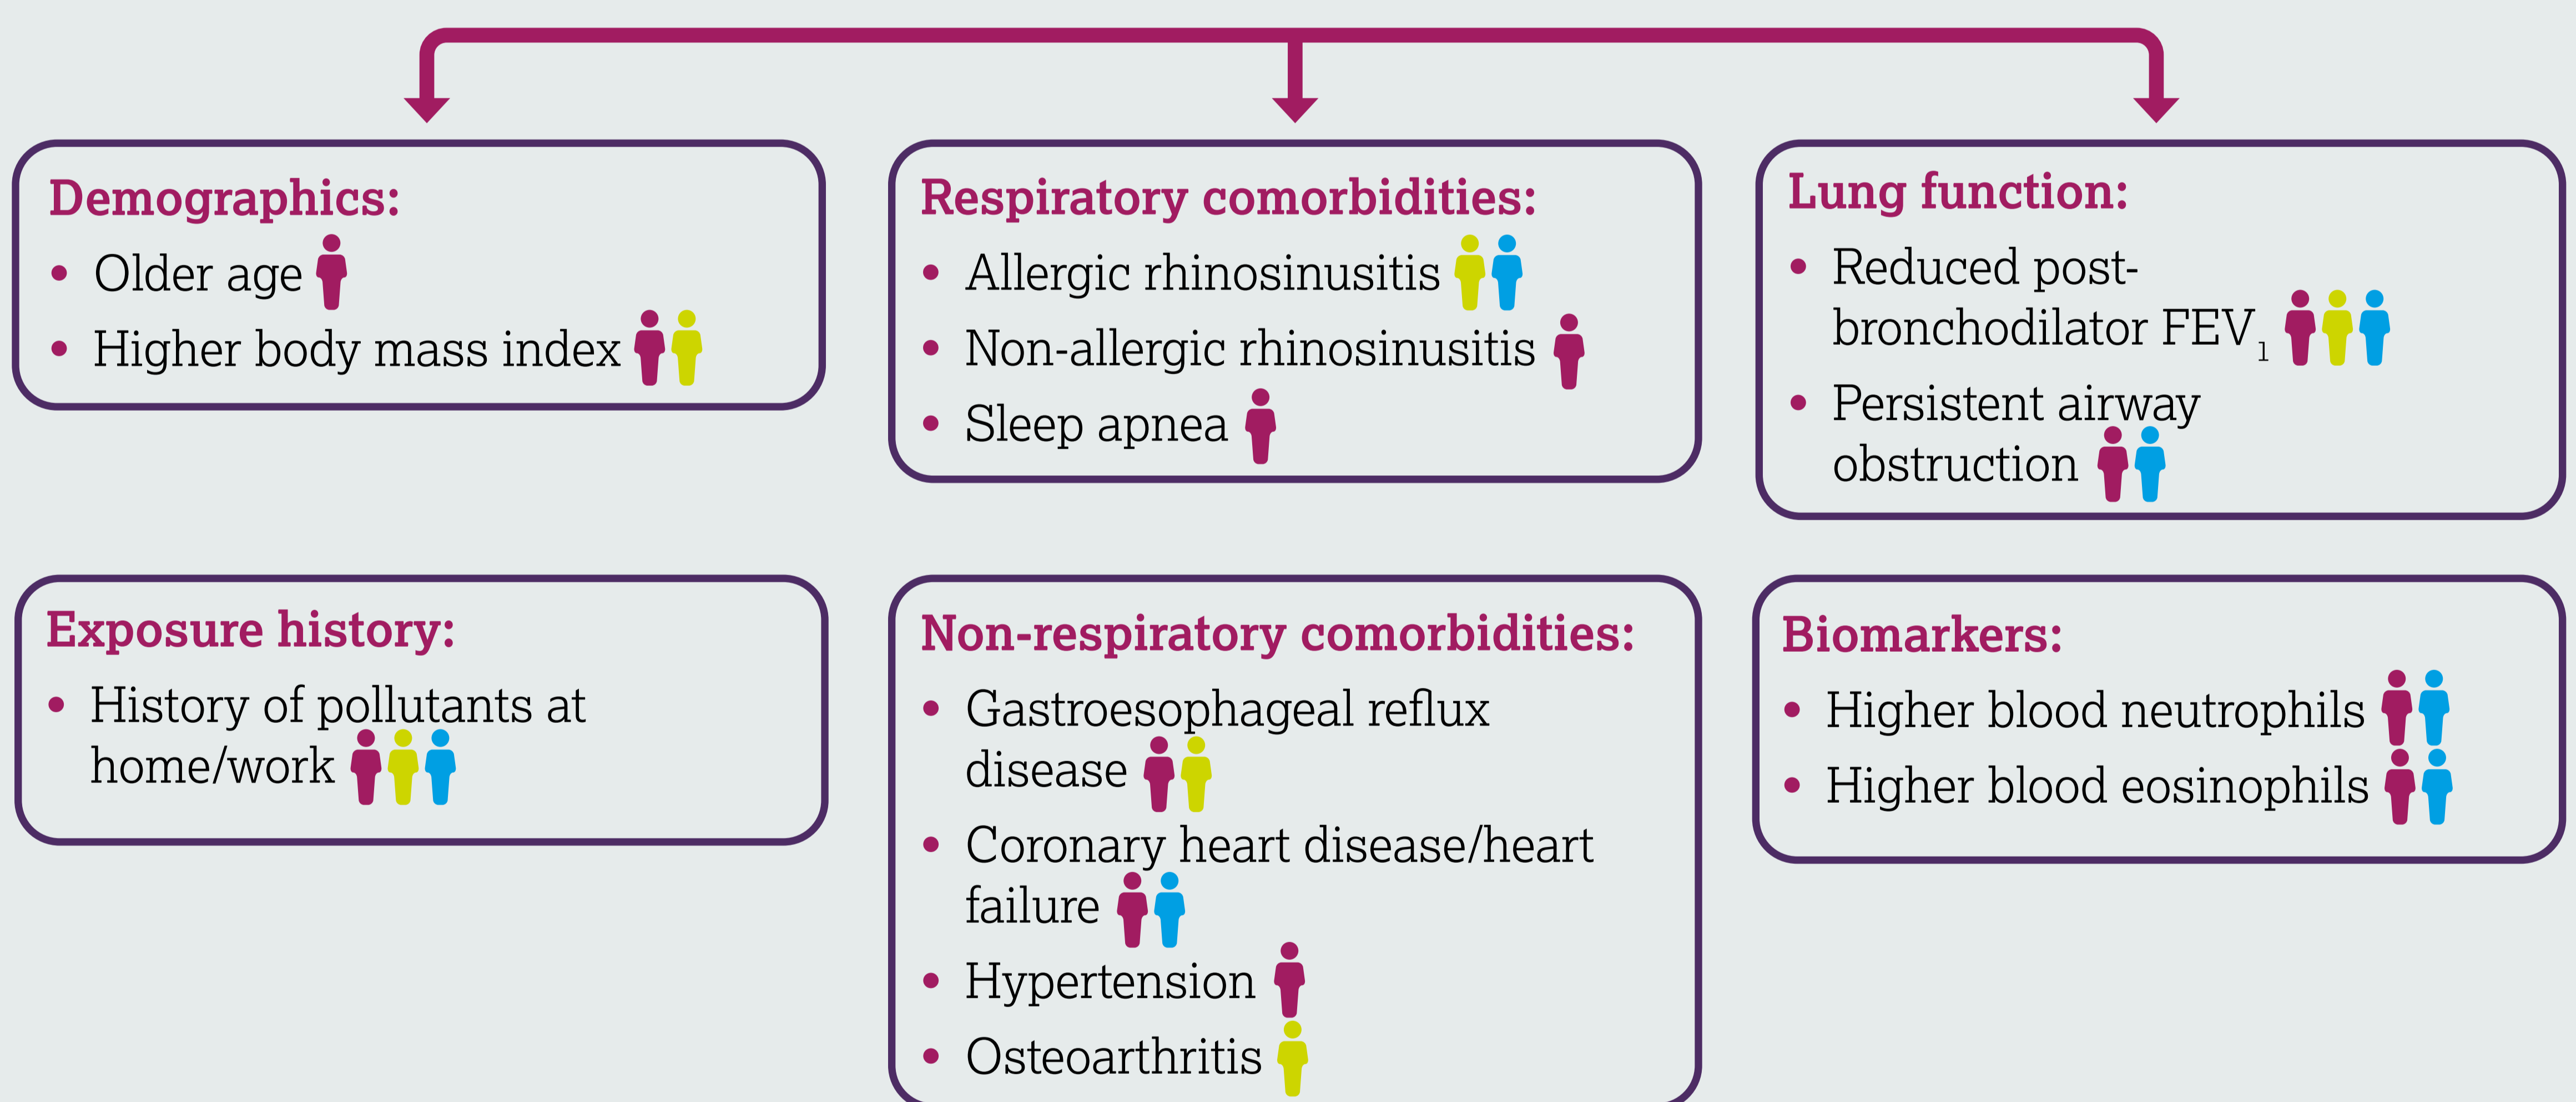 Demographics:
• Older age
• Higher body mass index
Respiratory comorbidities:
• Allergic rhinosinusitis
• Non-allergic rhinosinusitis
• Sleep apnea
Lung function:
• Reduced post-
bronchodilator FEV₁
• Persistent airway
obstruction
Exposure history:
• History of pollutants at
home/work
Non-respiratory comorbidities:
• Gastroesophageal reflux
disease
• Coronary heart disease/heart
failure
• Hypertension
• Osteoarthritis
Biomarkers:
• Higher blood neutrophils
• Higher blood eosinophils